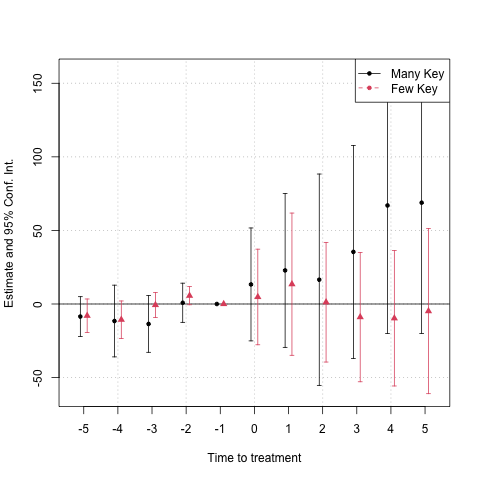 Many Key
Few Key
Estimate and 95% Conf. Int.
150
100
50
0
-50
-5 -4 -3 -2 -1 0 1 2 3 4 5
Time to treatment